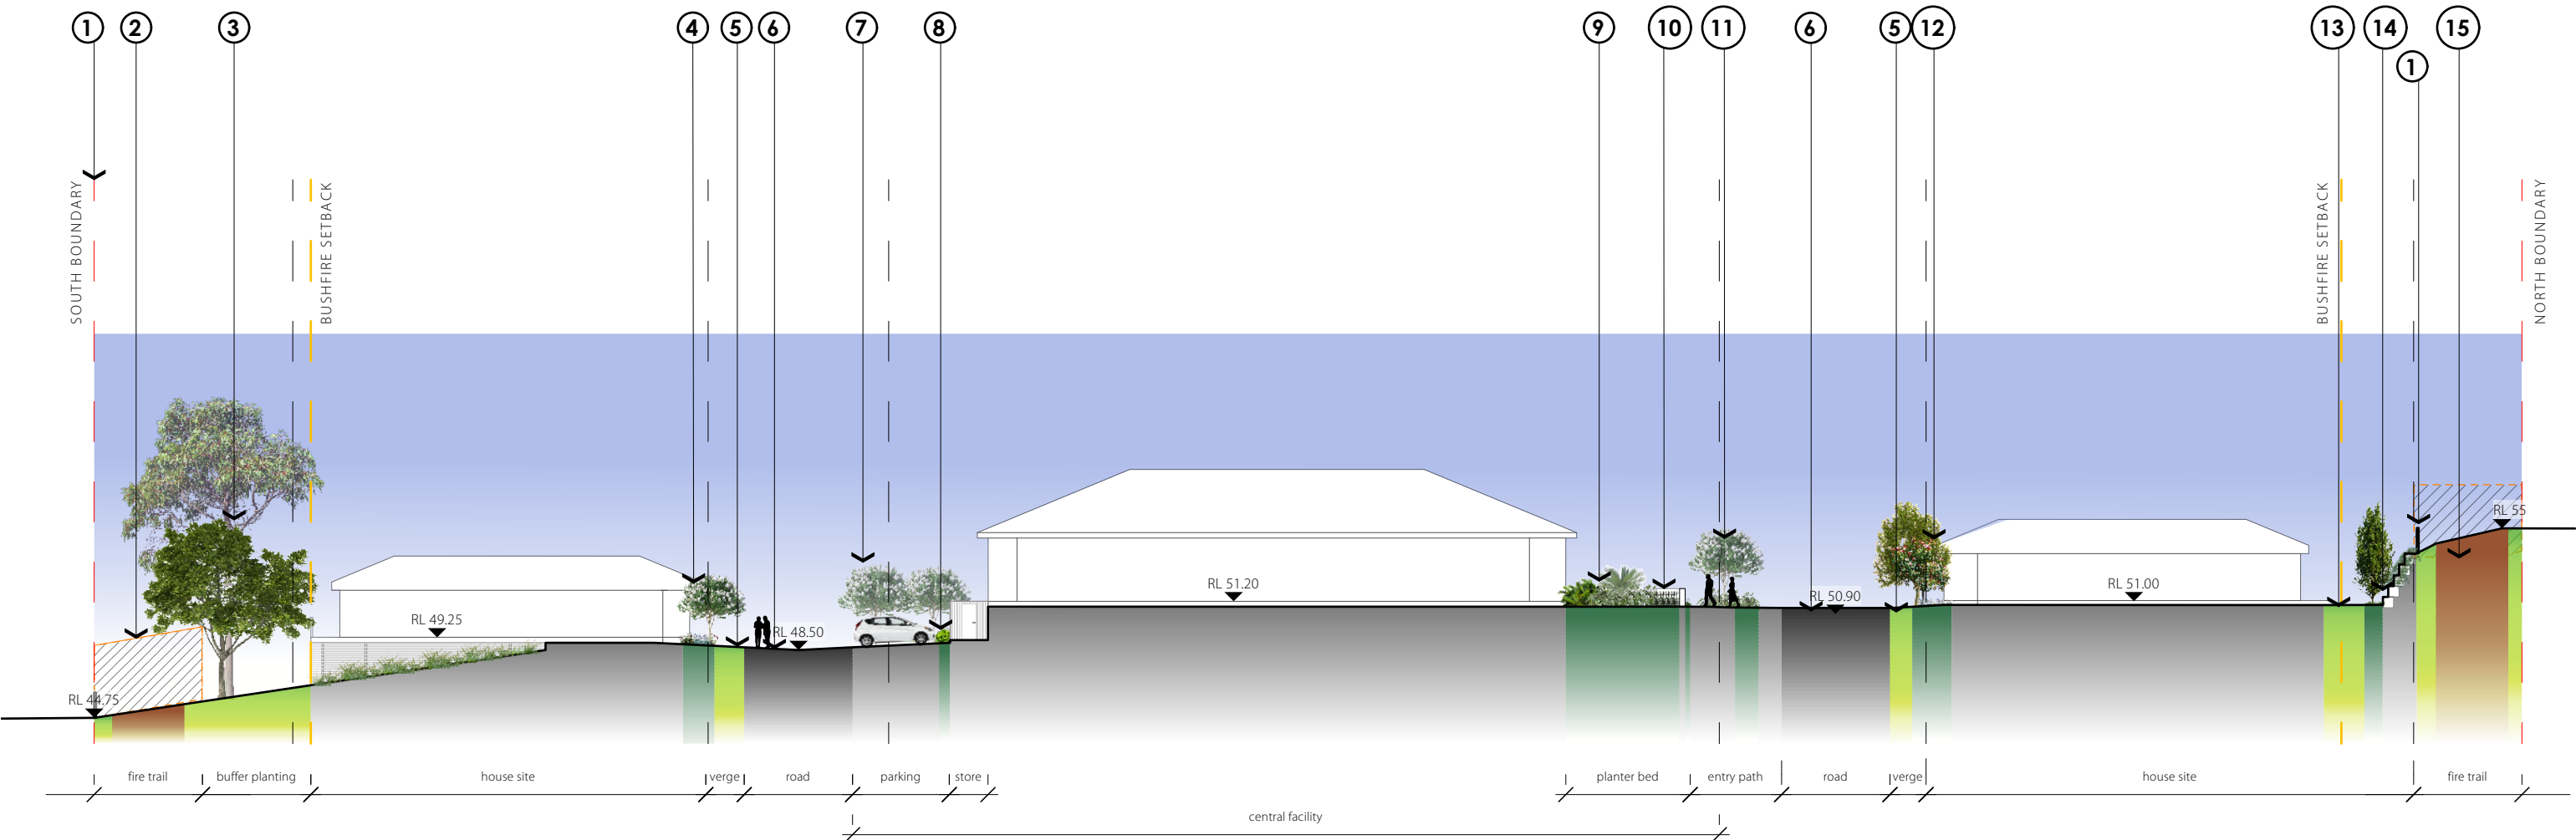 1 2 3 4 5 6 7 8 9 10 11 6 5 12 13 14 15
1
SOUTH BOUNDARY
BUSHFIRE SETBACK
BUSHFIRE SETBACK
NORTH BOUNDARY
RL 55
RL 51.20
RL 51.00
RL 50.90
RL 49.25
RL 48.50
RL 44.75
fire trail buffer planting house site verge road parking store planter bed entry path road verge house site fire trail
central facility